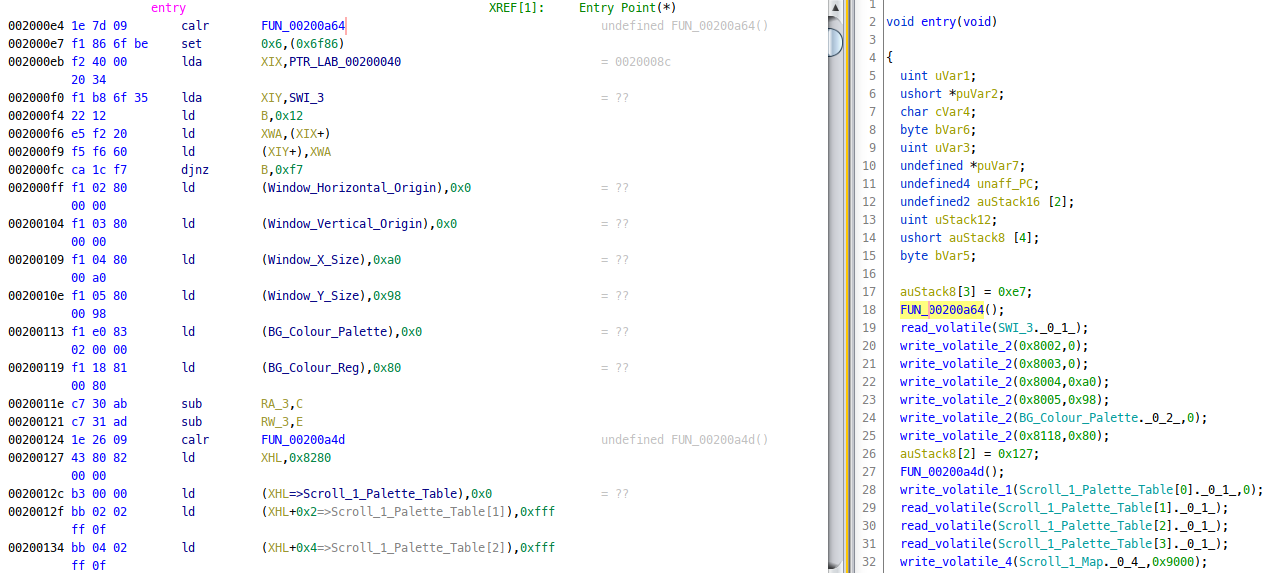 entry XREF[1]: Entry Point(*)
002000e4 1e 7d 09 calr FUN_00200a64 undefined FUN_00200a64()
002000e7 f1 86 6f be set 0x6,(0x6f86)
002000eb f2 40 00 lda XIX,PTR_LAB_00200040 = 0020008c
20 34
002000f0 f1 b8 6f 35 lda XIY,SWI_3 = ??
002000f4 22 12 ld B,0x12
002000f6 e5 f2 20 ld XWA,(XIX+)
002000f9 f5 f6 60 ld (XIY+),XWA
002000fc ca 1c f7 djnz B,0xf7
002000ff f1 02 80 ld (Window_Horizontal_Origin),0x0 = ??
00 00
00200104 f1 03 80 ld (Window_Vertical_Origin),0x0 = ??
00 00
00200109 f1 04 80 ld (Window_X_Size),0xa0 = ??
00 a0
0020010e f1 05 80 ld (Window_Y_Size),0x98 = ??
00 98
00200113 f1 e0 83 ld (BG_Colour_Palette),0x0 = ??
02 00 00
00200119 f1 18 81 ld (BG_Colour_Reg),0x80 = ??
00 80
0020011e c7 30 ab sub RA_3,C
00200121 c7 31 ad sub RW_3,E
00200124 1e 26 09 calr FUN_00200a4d undefined FUN_00200a4d()
00200127 43 80 82 ld XHL,0x8280
00 00
0020012c b3 00 00 ld (XHL=>Scroll_1_Palette_Table),0x0 = ??
0020012f bb 02 02 ld (XHL+0x2=>Scroll_1_Palette_Table[1]),0xfff
ff 0f
00200134 bb 04 02 ld (XHL+0x4=>Scroll_1_Palette_Table[2]),0xfff
ff 0f
1
2 void entry(void)
3
4 {
5 uint uVar1;
6 ushort *puVar2;
7 char cVar4;
8 byte bVar6;
9 uint uVar3;
10 undefined *puVar7;
11 undefined4 unaff_PC;
12 undefined2 auStack16 [2];
13 uint uStack12;
14 ushort auStack8 [4];
15 byte bVar5;
16
17 auStack8[3] = 0xe7;
18 FUN_00200a64();
19 read_volatile(SWI_3._0_1_);
20 write_volatile_2(0x8002,0);
21 write_volatile_2(0x8003,0);
22 write_volatile_2(0x8004,0xa0);
23 write_volatile_2(0x8005,0x98);
24 write_volatile_2(BG_Colour_Palette._0_2_,0);
25 write_volatile_2(0x8118,0x80);
26 auStack8[2] = 0x127;
27 FUN_00200a4d();
28 write_volatile_1(Scroll_1_Palette_Table[0]._0_1_,0);
29 read_volatile(Scroll_1_Palette_Table[1]._0_1_);
30 read_volatile(Scroll_1_Palette_Table[2]._0_1_);
31 read_volatile(Scroll_1_Palette_Table[3]._0_1_);
32 write_volatile_4(Scroll_1_Map._0_4_,0x9000);